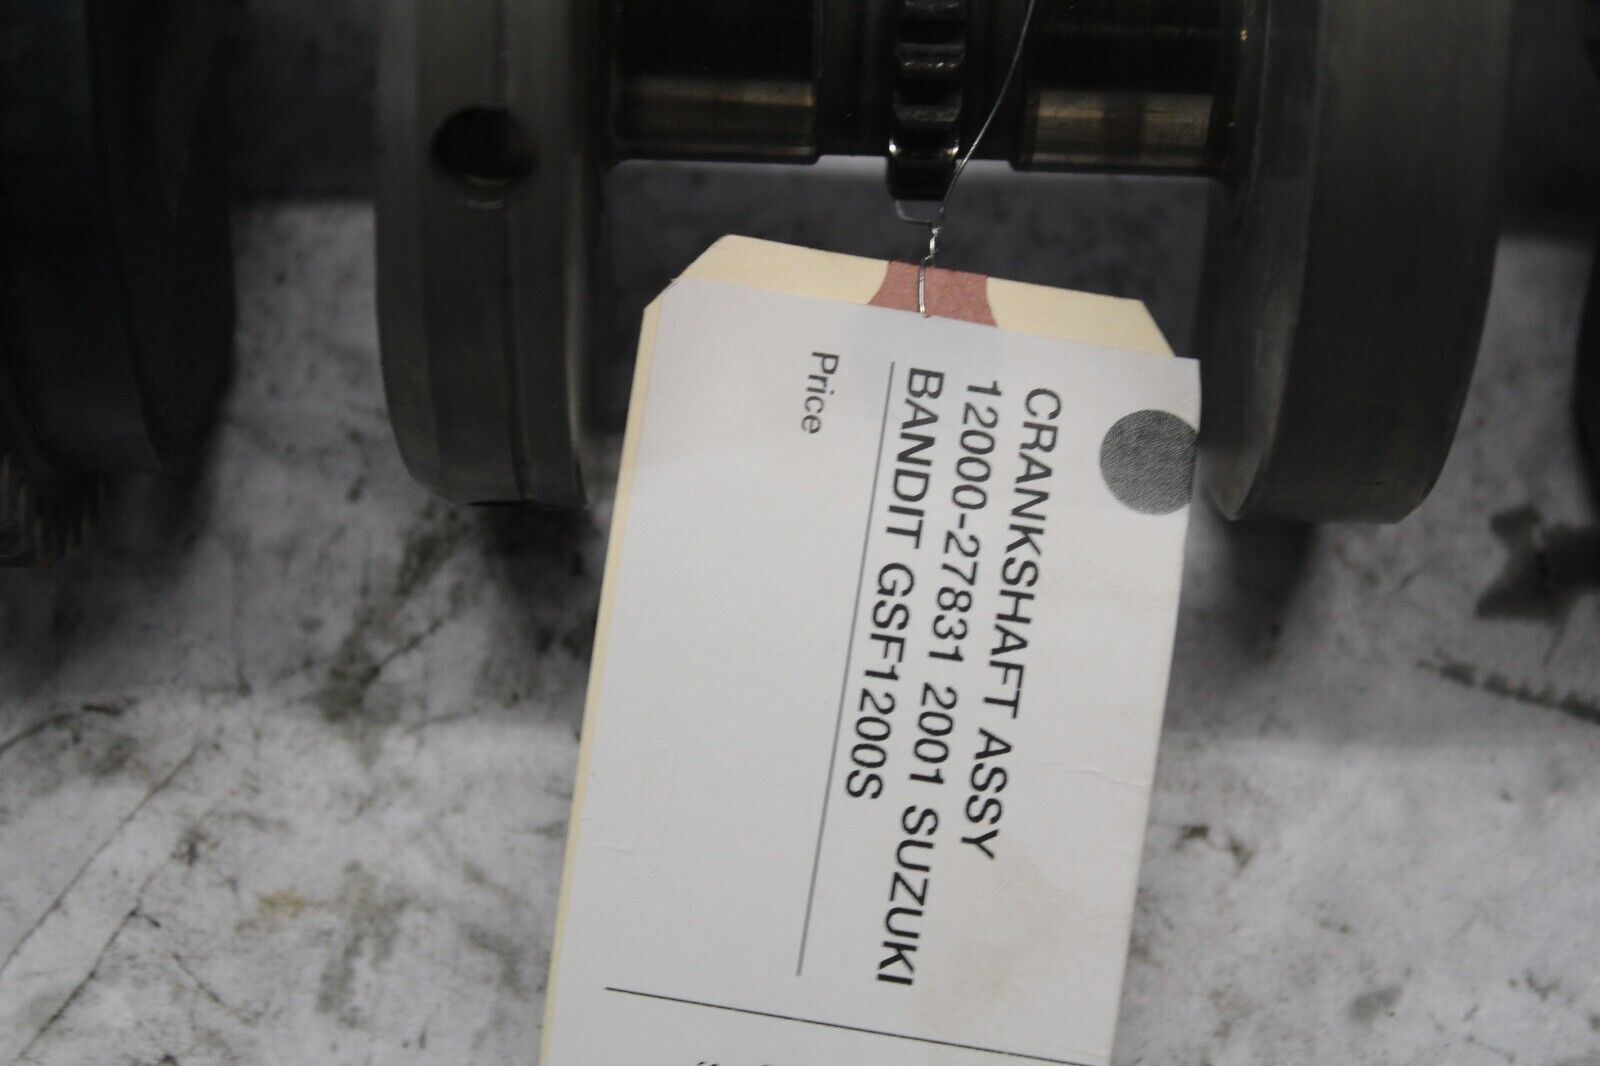 CRANKSHAFT ASSY
12000-27831 2001 SUZUKI
BANDIT GSF1200S
Price